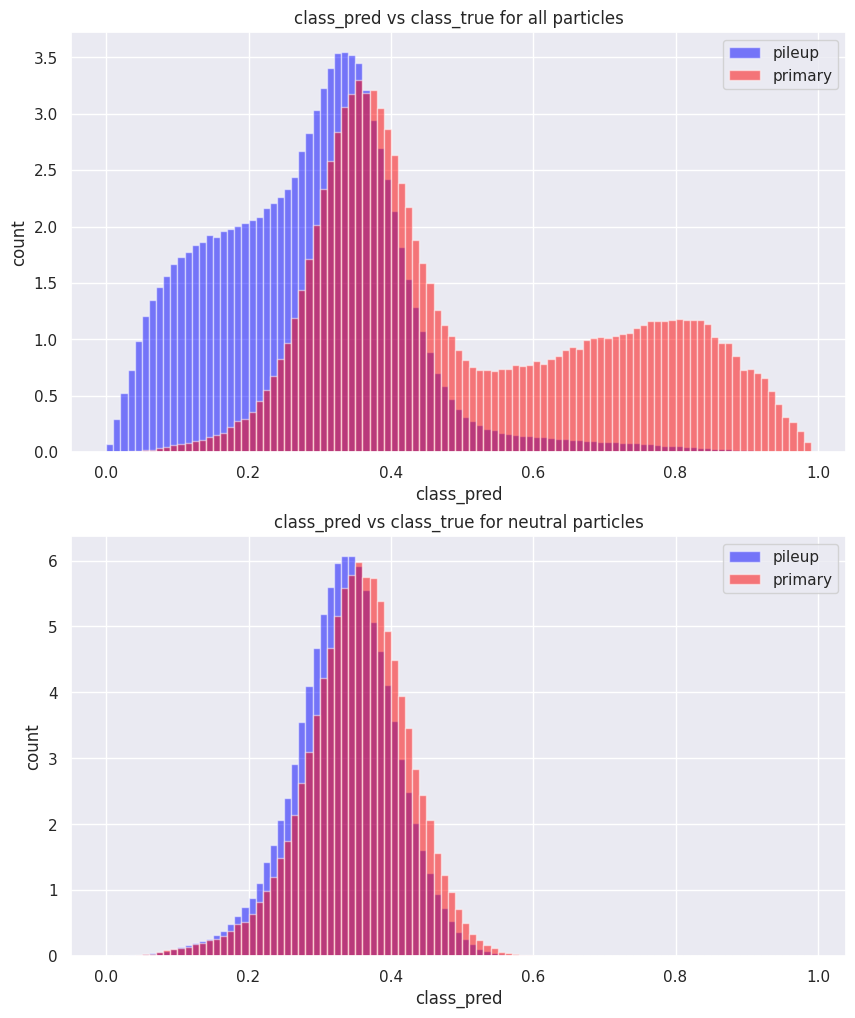 class_pred vs class_true for all particles
pileup
primary
3.5
3.0
2.5
2.0
1.5
1.0
0.5
0.0
count
0.0 0.2 0.4 0.6 0.8 1.0
class_pred
class_pred vs class_true for neutral particles
pileup
primary
6
5
4
3
2
1
0
count
0.0 0.2 0.4 0.6 0.8 1.0
class_pred